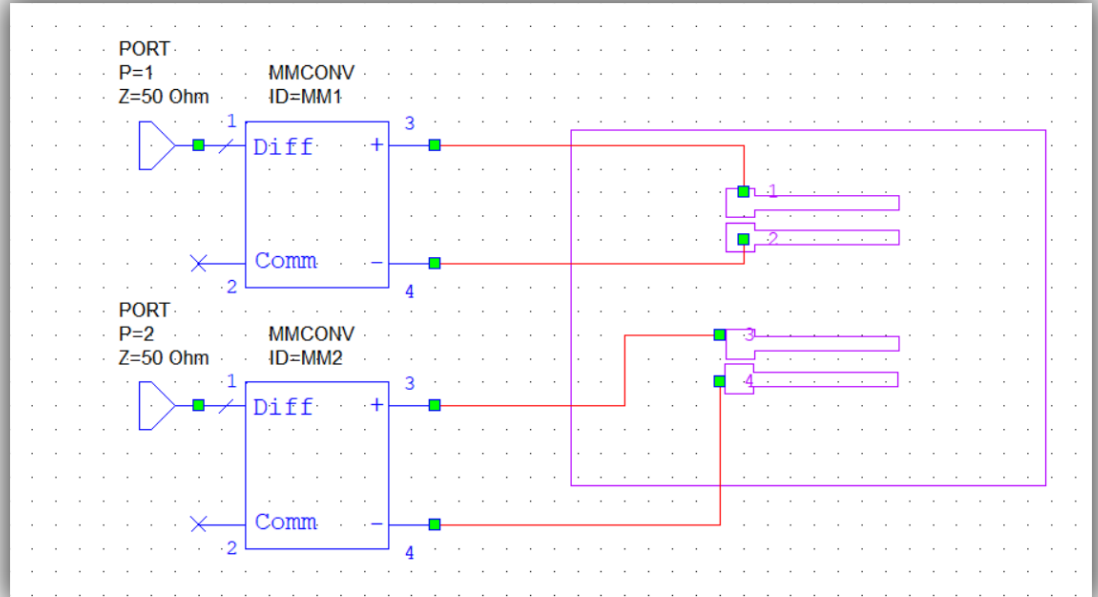 PORT
P=1
Z=50 Ohm
MMCONV
ID=MM1
1
3
Diff
+
Comm
-
2
4
PORT
P=2
Z=50 Ohm
MMCONV
ID=MM2
1
3
Diff
+
Comm
-
2
4
1
2
3
4